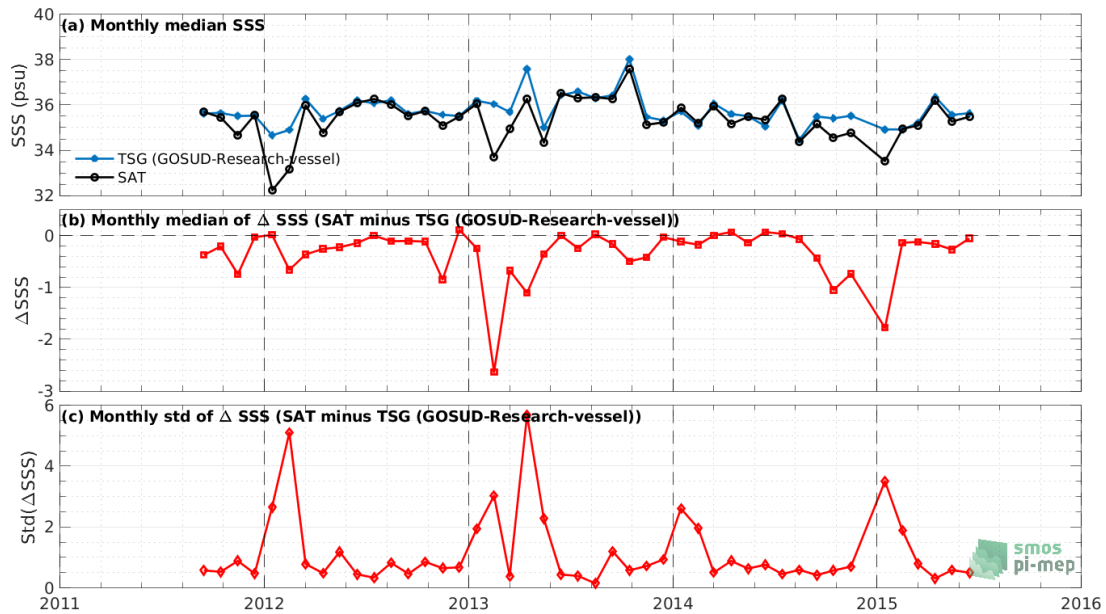 (a) Monthly median SSS
40
38
36
34
32
SSS (psu)
TSG (GOSUD-Research-vessel)
SAT
(b) Monthly median of Δ SSS (SAT minus TSG (GOSUD-Research-vessel))
0
-1
-2
-3
ΔSSS
(c) Monthly std of Δ SSS (SAT minus TSG (GOSUD-Research-vessel))
6
4
2
0
Std(ΔSSS)
smos
pi-mep
2011 2012 2013 2014 2015 2016